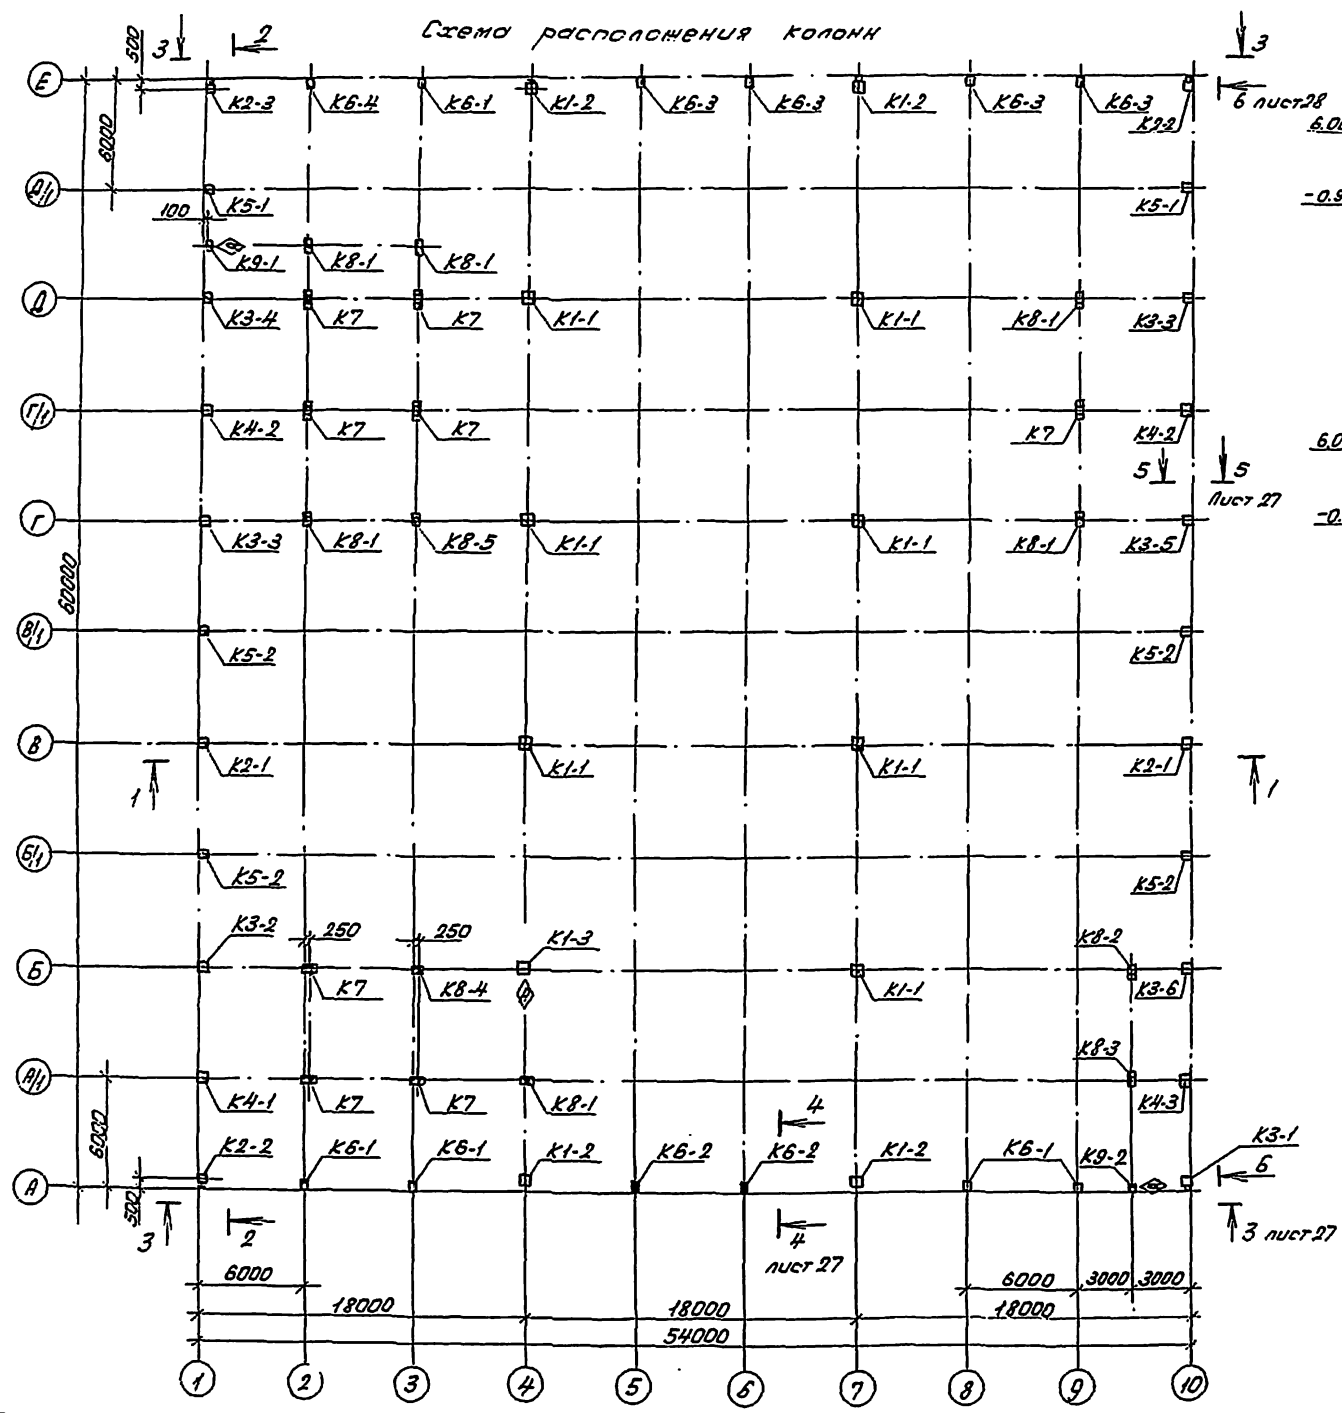 Схема расположения колонн
500
3
2
3
Е
К2-3
К6-4
К6-1
К1-2
К6-3
К6-3
К1-2
К6-3
К6-3
К2-2
6 лист 28
6000
Д/1
100
К5-1
К5-1
К9-1
К8-1
К8-1
Д
К3-4
К7
К7
К1-1
К1-1
К8-1
К3-3
Г/1
К4-2
К7
К7
К7
К4-2
5
5
Лист 27
Г
К3-3
К8-1
К8-5
К1-1
К1-1
К8-1
К3-5
60000
В/1
К5-2
К5-2
В
К2-1
К1-1
К1-1
К2-1
1
1
Б/1
К5-2
К5-2
К3-2
250
250
К1-3
К8-2
Б
К7
К8-4
К1-1
К3-6
К8-3
А/1
К4-1
К7
К7
К8-1
4
К4-3
6000
К2-2
К6-1
К6-1
К1-2
К6-2
К6-2
К1-2
К6-1
К9-2
К3-1
6
А
500
3
2
4
лист 27
3 лист 27
6000
6000
3000
3000
18000
18000
18000
54000
1
2
3
4
5
6
7
8
9
10